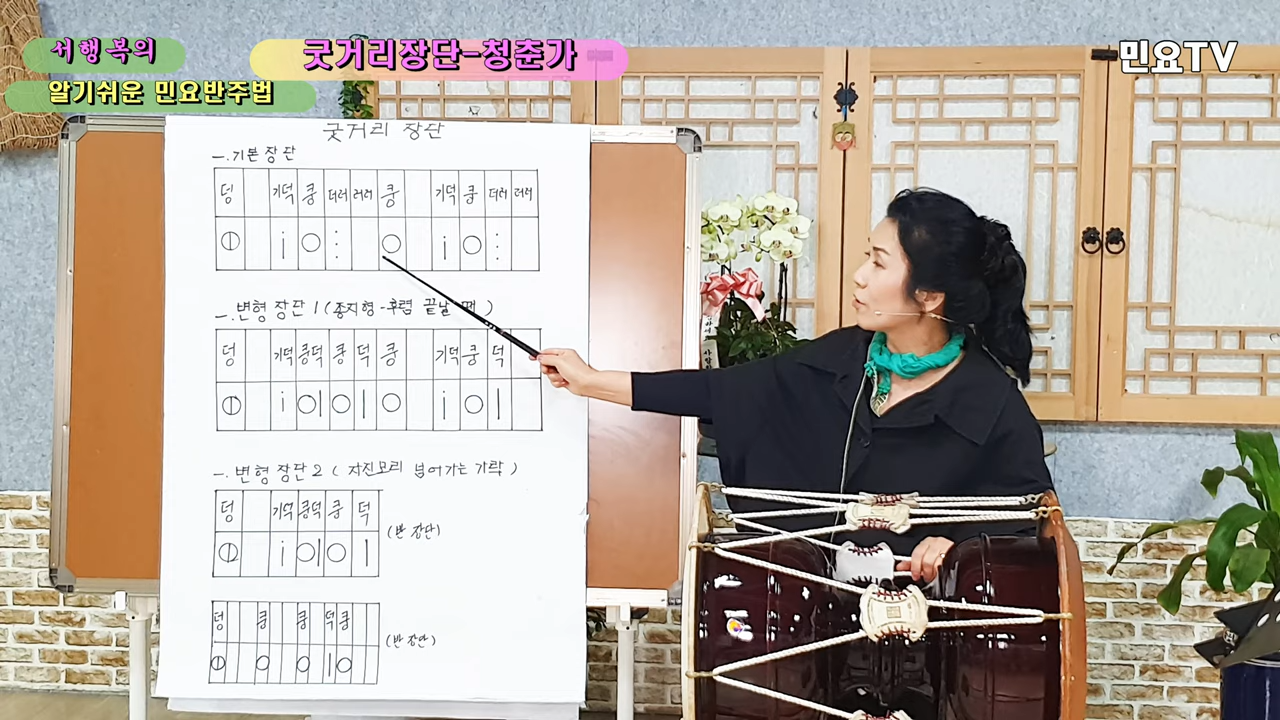 서행복의
굿거리장단-청춘가
민요TV
알기쉬운 민요반주법
굿거리 장단
一.기본 장단
덩 기덕 쿵 더러 러러 쿵 기덕 쿵 더러 러러
一.변형 장단 1 (종지형-후렴 끝날 때)
덩 기덕 쿵덕 쿵 덕 쿵 기덕 쿵 덕
一.변형 장단 2 (자진모리 넘어가는 가락)
덩 기덕 쿵덕 쿵 덕
(반 장단)
덩 쿵 쿵 덕 쿵
(반 장단)